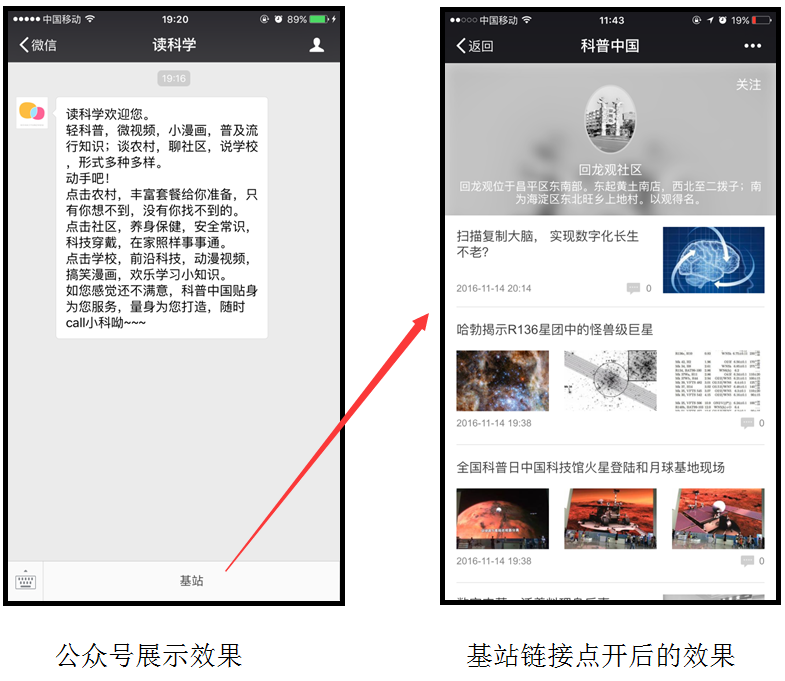 中国移动 19:20 89%
微信 读科学
19:16
读科学欢迎您。
轻科普，微视频，小漫画，普及流
行知识；谈农村，聊社区，说学校
，形式多种多样。
动手吧！
点击农村，丰富套餐给你准备，只
有你想不到，没有你找不到的。
点击社区，养身保健，安全常识，
科技穿戴，在家照样事事通。
点击学校，前沿科技，动漫视频，
搞笑漫画，欢乐学习小知识。
如您感觉还不满意，科普中国贴身
为您服务，量身为您打造，随时
call小科呦~~~
基站
公众号展示效果
中国移动 11:43 19%
返回 科普中国
关注
回龙观社区
回龙观位于昌平区东南部。东起黄土南店，西北至二拨子；南
为海淀区东北旺乡上地村。以观得名。
扫描复制大脑， 实现数字化长生
不老？
2016-11-14 20:14 0
哈勃揭示R136星团中的怪兽级巨星
2016-11-14 19:38 0
全国科普日中国科技馆火星登陆和月球基地现场
2016-11-14 19:38 0
基站链接点开后的效果